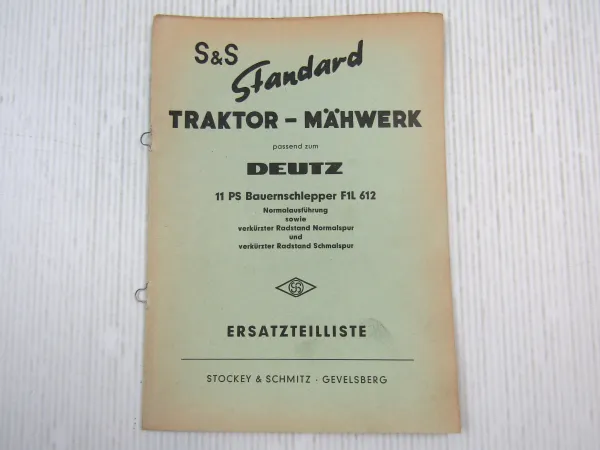 S&S
Standard
TRAKTOR – MÄHWERK
passend zum
DEUTZ
11 PS Bauernschlepper F1L 612
Normalausführung
sowie
verkürzter Radstand Normalspur
und
verkürzter Radstand Schmalspur
ERSATZTEILLISTE
STOCKEY & SCHMITZ · GEVELSBERG